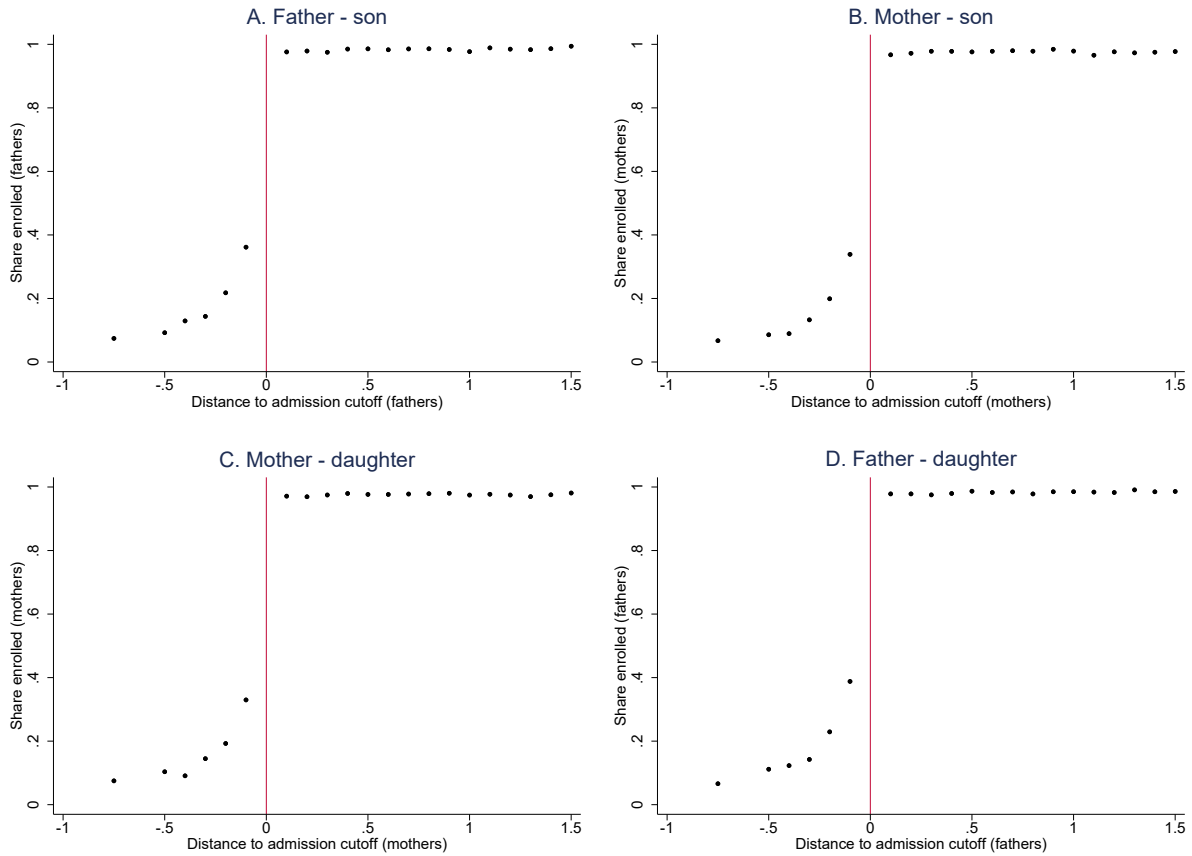 A. Father - son
Share enrolled (fathers)
1
.8
.6
.4
.2
0
-1 -.5 0 .5 1 1.5
Distance to admission cutoff (fathers)
B. Mother - son
Share enrolled (mothers)
1
.8
.6
.4
.2
0
-1 -.5 0 .5 1 1.5
Distance to admission cutoff (mothers)
C. Mother - daughter
Share enrolled (mothers)
1
.8
.6
.4
.2
0
-1 -.5 0 .5 1 1.5
Distance to admission cutoff (mothers)
D. Father - daughter
Share enrolled (fathers)
1
.8
.6
.4
.2
0
-1 -.5 0 .5 1 1.5
Distance to admission cutoff (fathers)